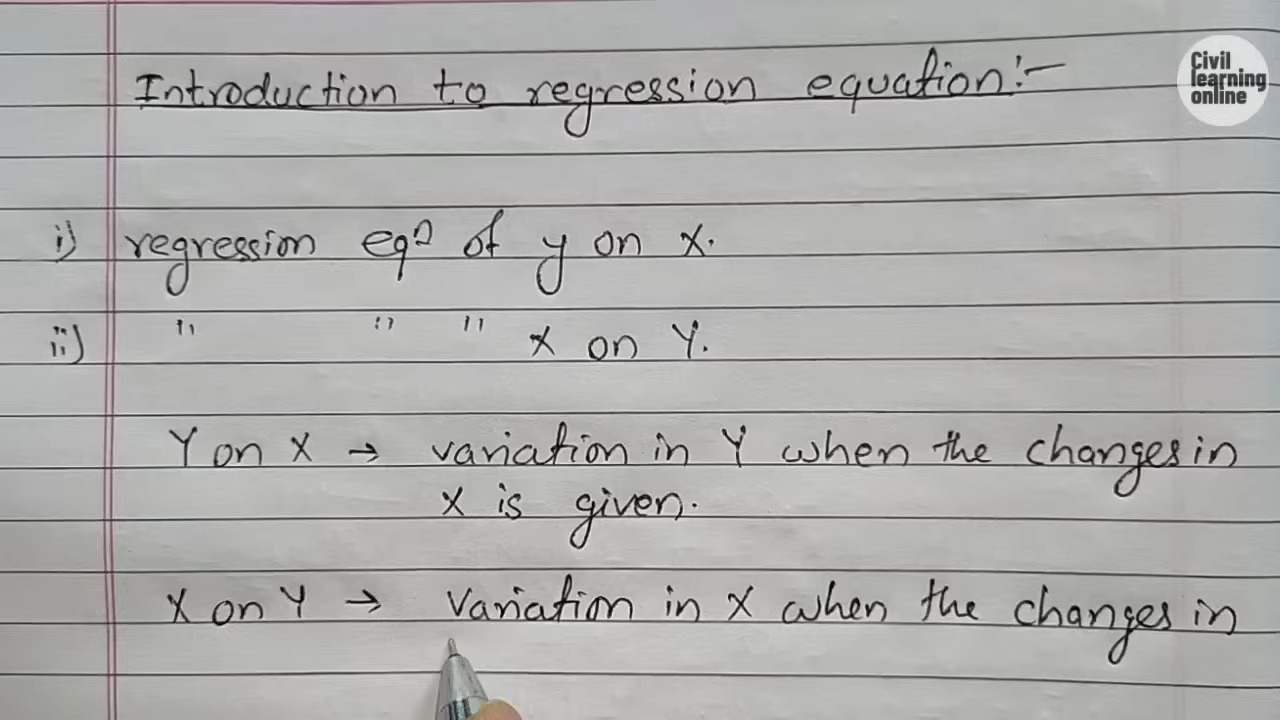 Introduction to regression equation:-
Civil
learning
online
i) regression eqn of y on x.
ii) " " " x on Y.
Y on X → variation in Y when the changes in
X is given.
X on Y → variation in X when the changes in